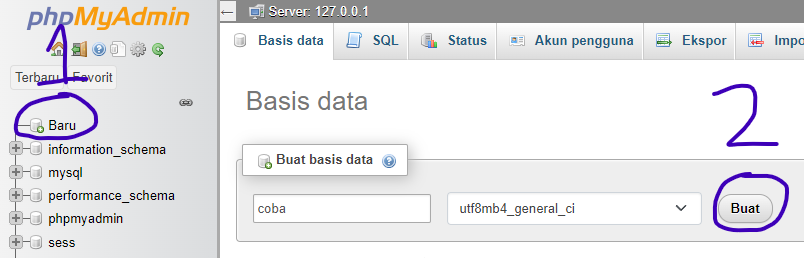 phpMyAdmin
1
Terbaru Favorit
Baru
information_schema
mysql
performance_schema
phpmyadmin
sess
Server: 127.0.0.1
Basis data SQL Status Akun pengguna Ekspor Impo
Basis data
2
Buat basis data
coba utf8mb4_general_ci Buat